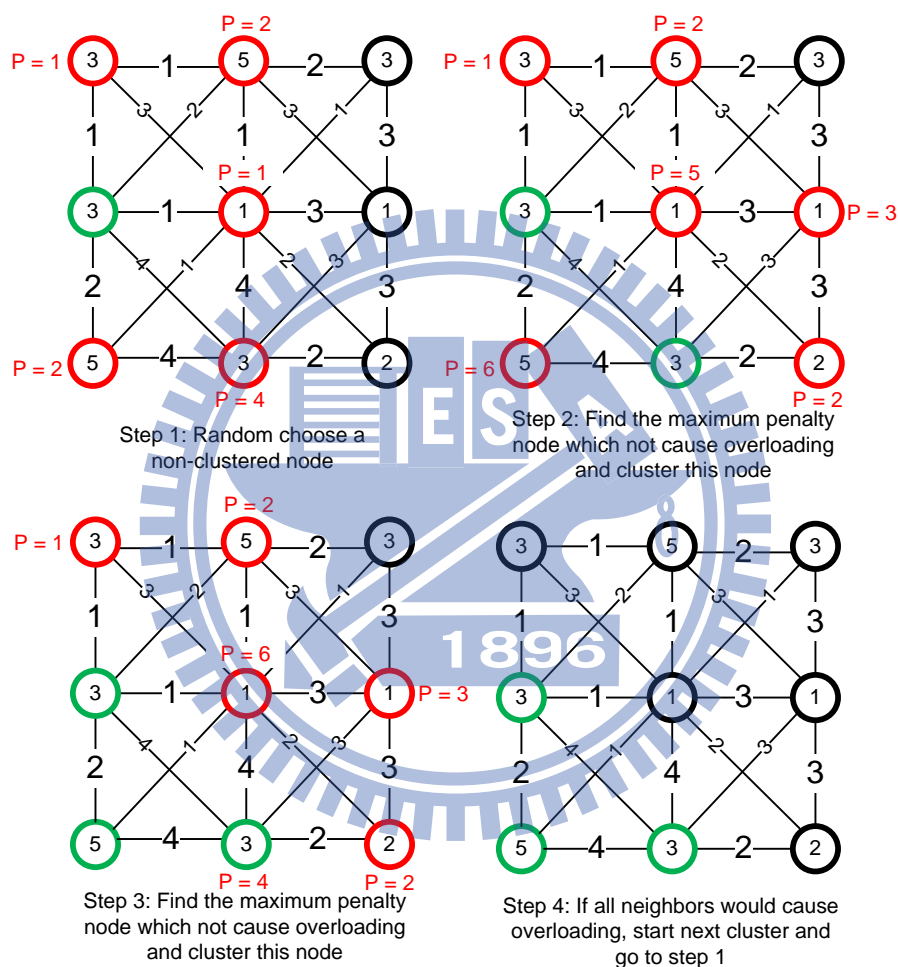 P = 2
P = 1 3 1 5 2 3
3 2 3 1
1 1 3
P = 1
3 1 1 3 1
4 1 2 3
2 4 3
P = 2 5 4 3 2 2
P = 4
Step 1: Random choose a
non-clustered node
P = 2
P = 1 3 1 5 2 3
3 2 3 1
1 1 3
P = 5
3 1 1 3 1 P = 3
4 1 2 3
2 4 3
P = 6 5 4 3 2 2
P = 2
Step 2: Find the maximum penalty
node which not cause overloading
and cluster this node
P = 2
P = 1 3 1 5 2 3
3 2 3 1
1 1 3
P = 6
3 1 1 3 1 P = 3
4 1 2 3
2 4 3
5 4 3 2 2
P = 4 P = 2
Step 3: Find the maximum penalty
node which not cause overloading
and cluster this node
3 1 5 2 3
3 2 3 1
1 1 3
3 1 1 3 1
4 1 2 3
2 4 3
5 4 3 2 2
Step 4: If all neighbors would cause
overloading, start next cluster and
go to step 1
ES
A
1896